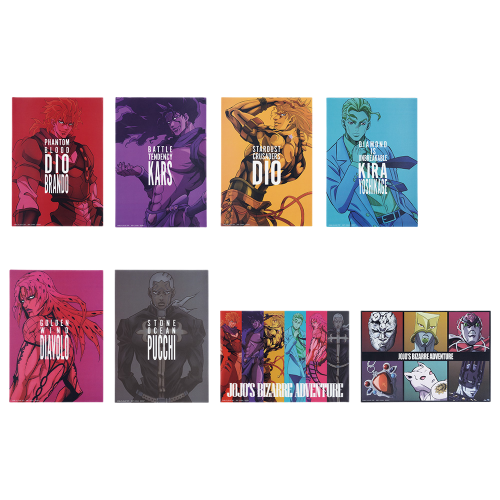 PHANTOM
BLOOD
DIO
BRANDO
BATTLE
TENDENCY
KARS
STARDUST
CRUSADERS
DIO
DIAMOND
IS
UNBREAKABLE
KIRA
YOSHIKAGE
GOLDEN
WIND
DIAVOLO
STONE
OCEAN
PUCCHI
JOJO'S BIZARRE ADVENTURE
JOJO'S BIZARRE ADVENTURE